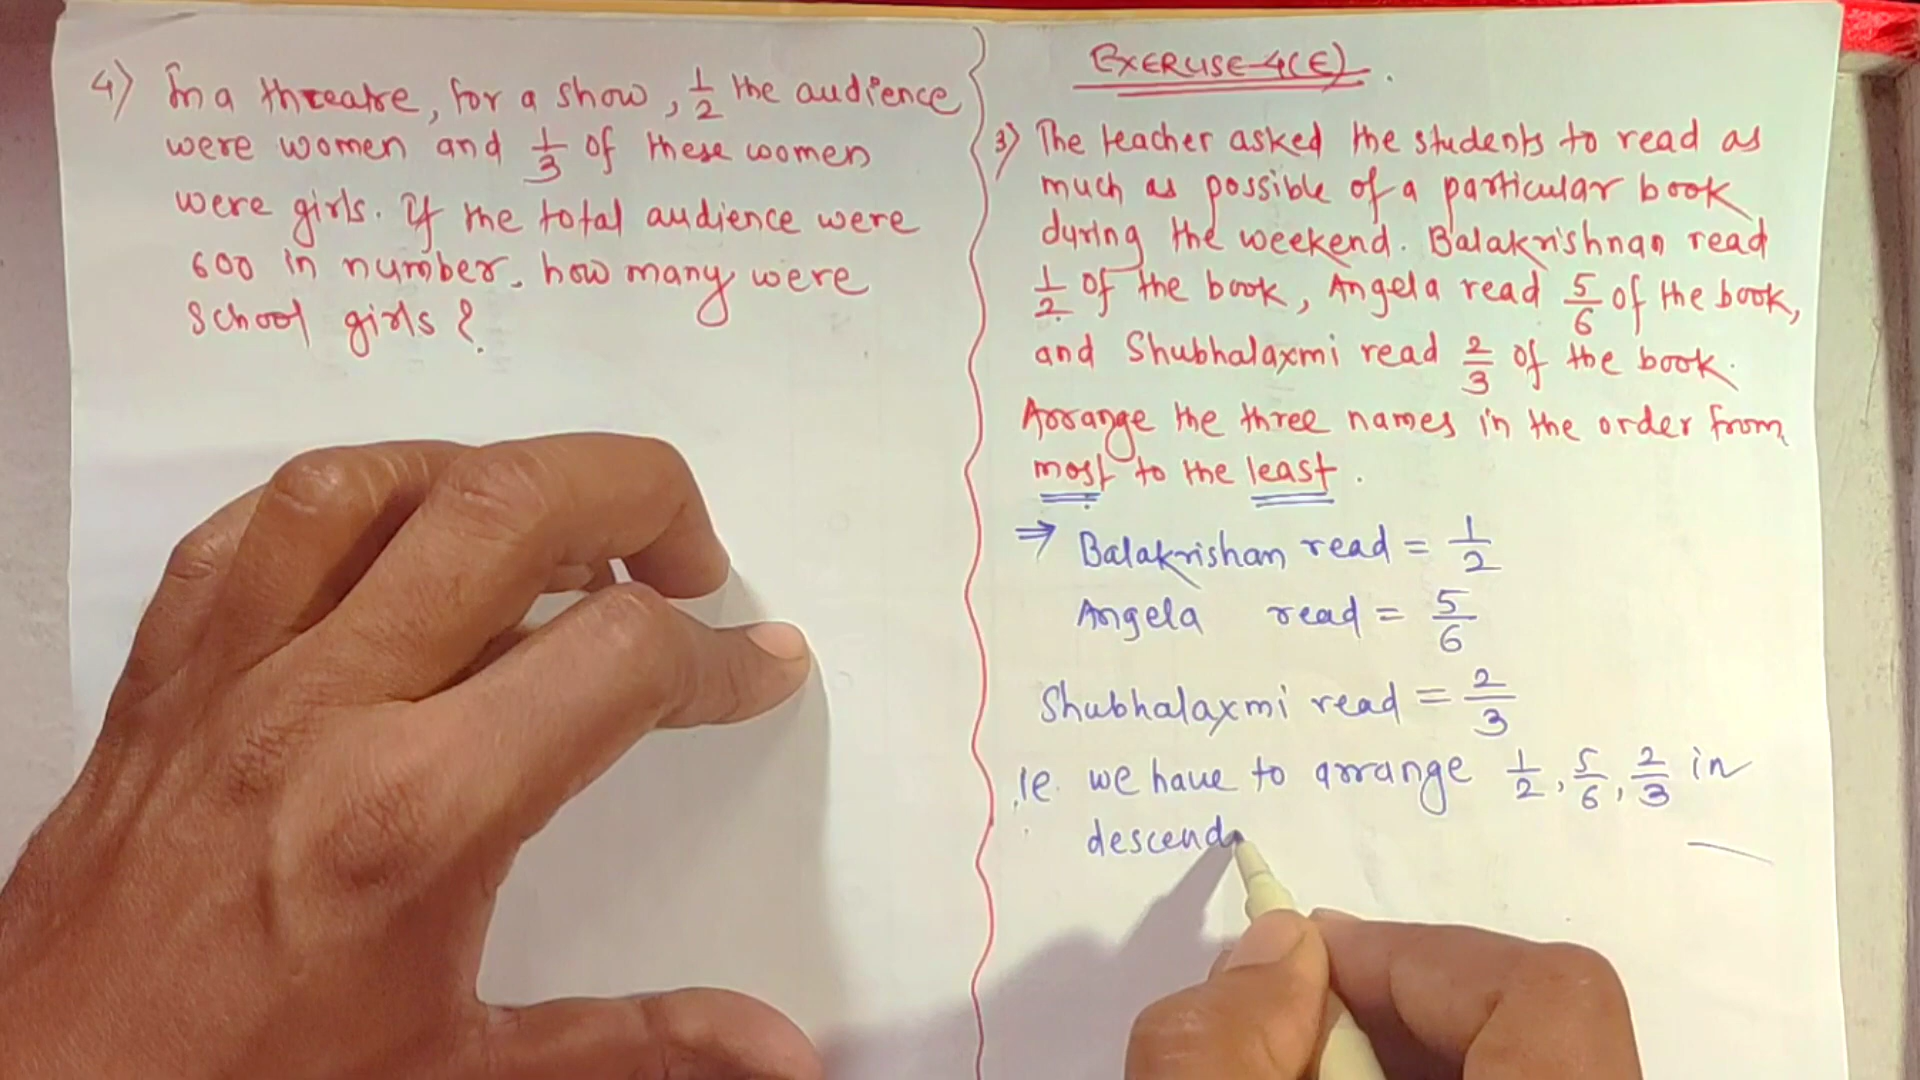 4) In a threatre, for a show, 1/2 the audience
were women and 1/3 of these women
were girls. If the total audience were
600 in number. how many were
School girls?
EXERCISE-4(E).
3) The teacher asked the students to read as
much as possible of a particular book
during the weekend. Balakrishnan read
1/2 of the book, Angela read 5/6 of the book,
and Shubhalaxmi read 2/3 of the book.
Arrange the three names in the order from
most to the least.
⇒ Balakrishan read = 1/2
Angela read = 5/6
Shubhalaxmi read = 2/3
ie. we have to arrange 1/2, 5/6, 2/3 in
descend